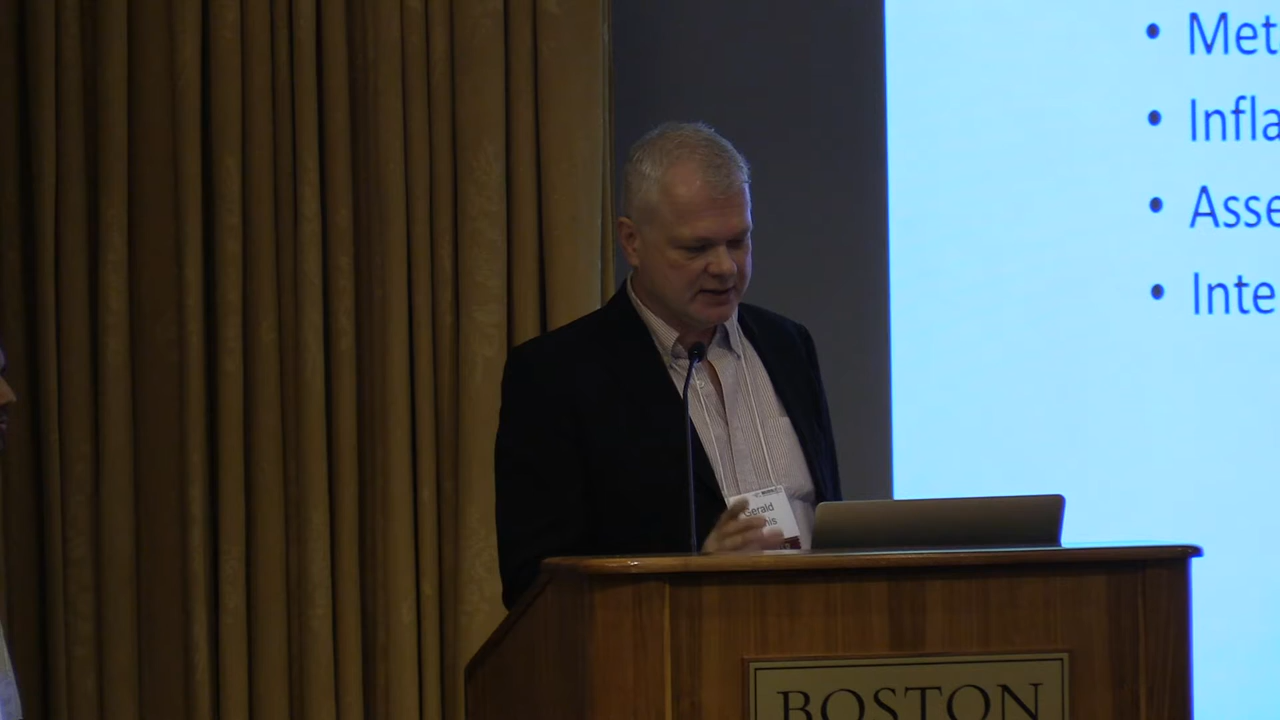 • Met
• Infla
• Asse
• Inte
Gerald
BOSTON